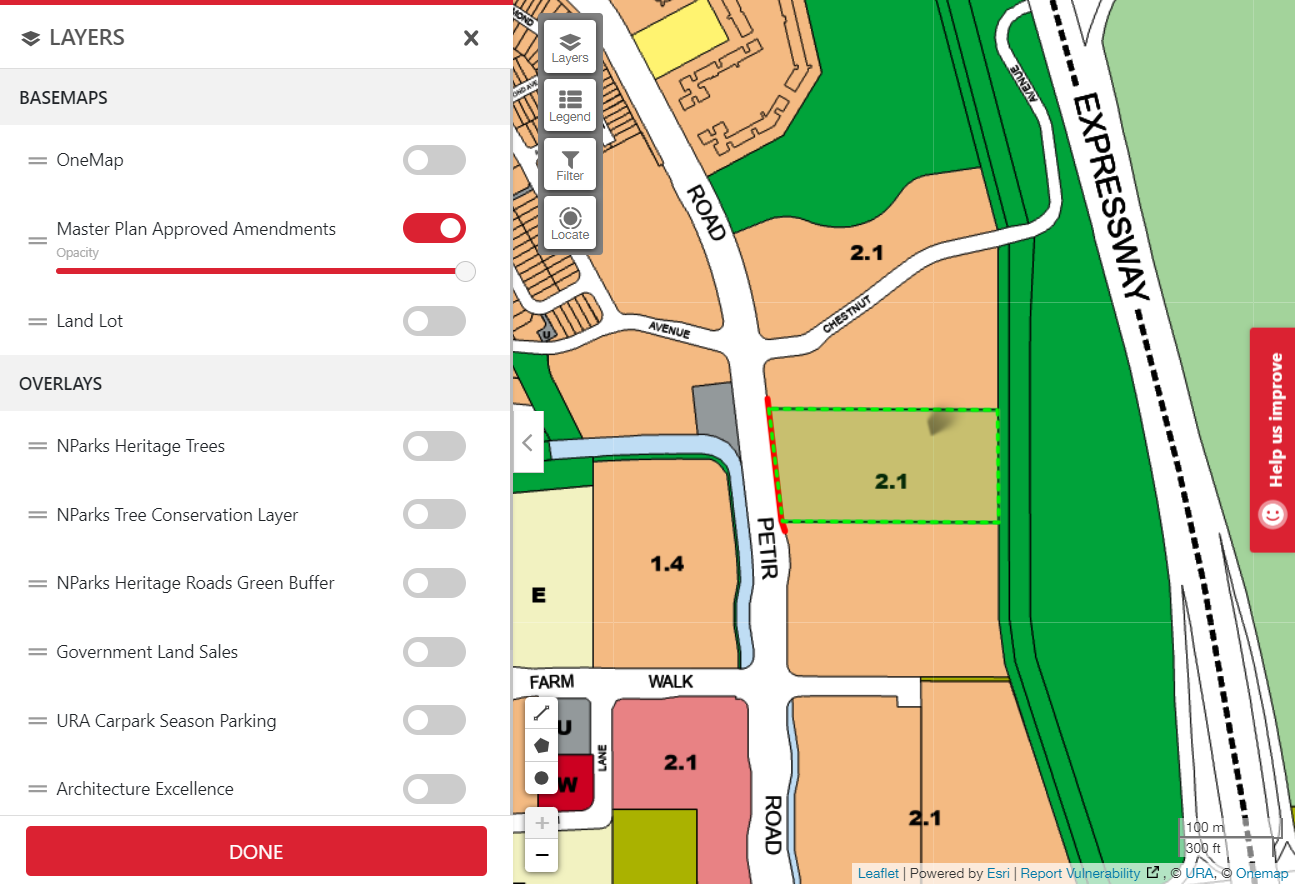 LAYERS
BASEMAPS
OneMap
Master Plan Approved Amendments
Opacity
Land Lot
OVERLAYS
NParks Heritage Trees
NParks Tree Conservation Layer
NParks Heritage Roads Green Buffer
Government Land Sales
URA Carpark Season Parking
Architecture Excellence
DONE
Layers
Legend
Filter
Locate
AVENUE
EXPRESSWAY
ROAD
2.1
CHESTNUT
U
AVENUE
2.1
PETIR
1.4
E
FARM
WALK
U
LANE
2.1
W
ROAD
2.1
Help us improve
100 m
300 ft
Leaflet | Powered by Esri | Report Vulnerability , © URA, © Onemap